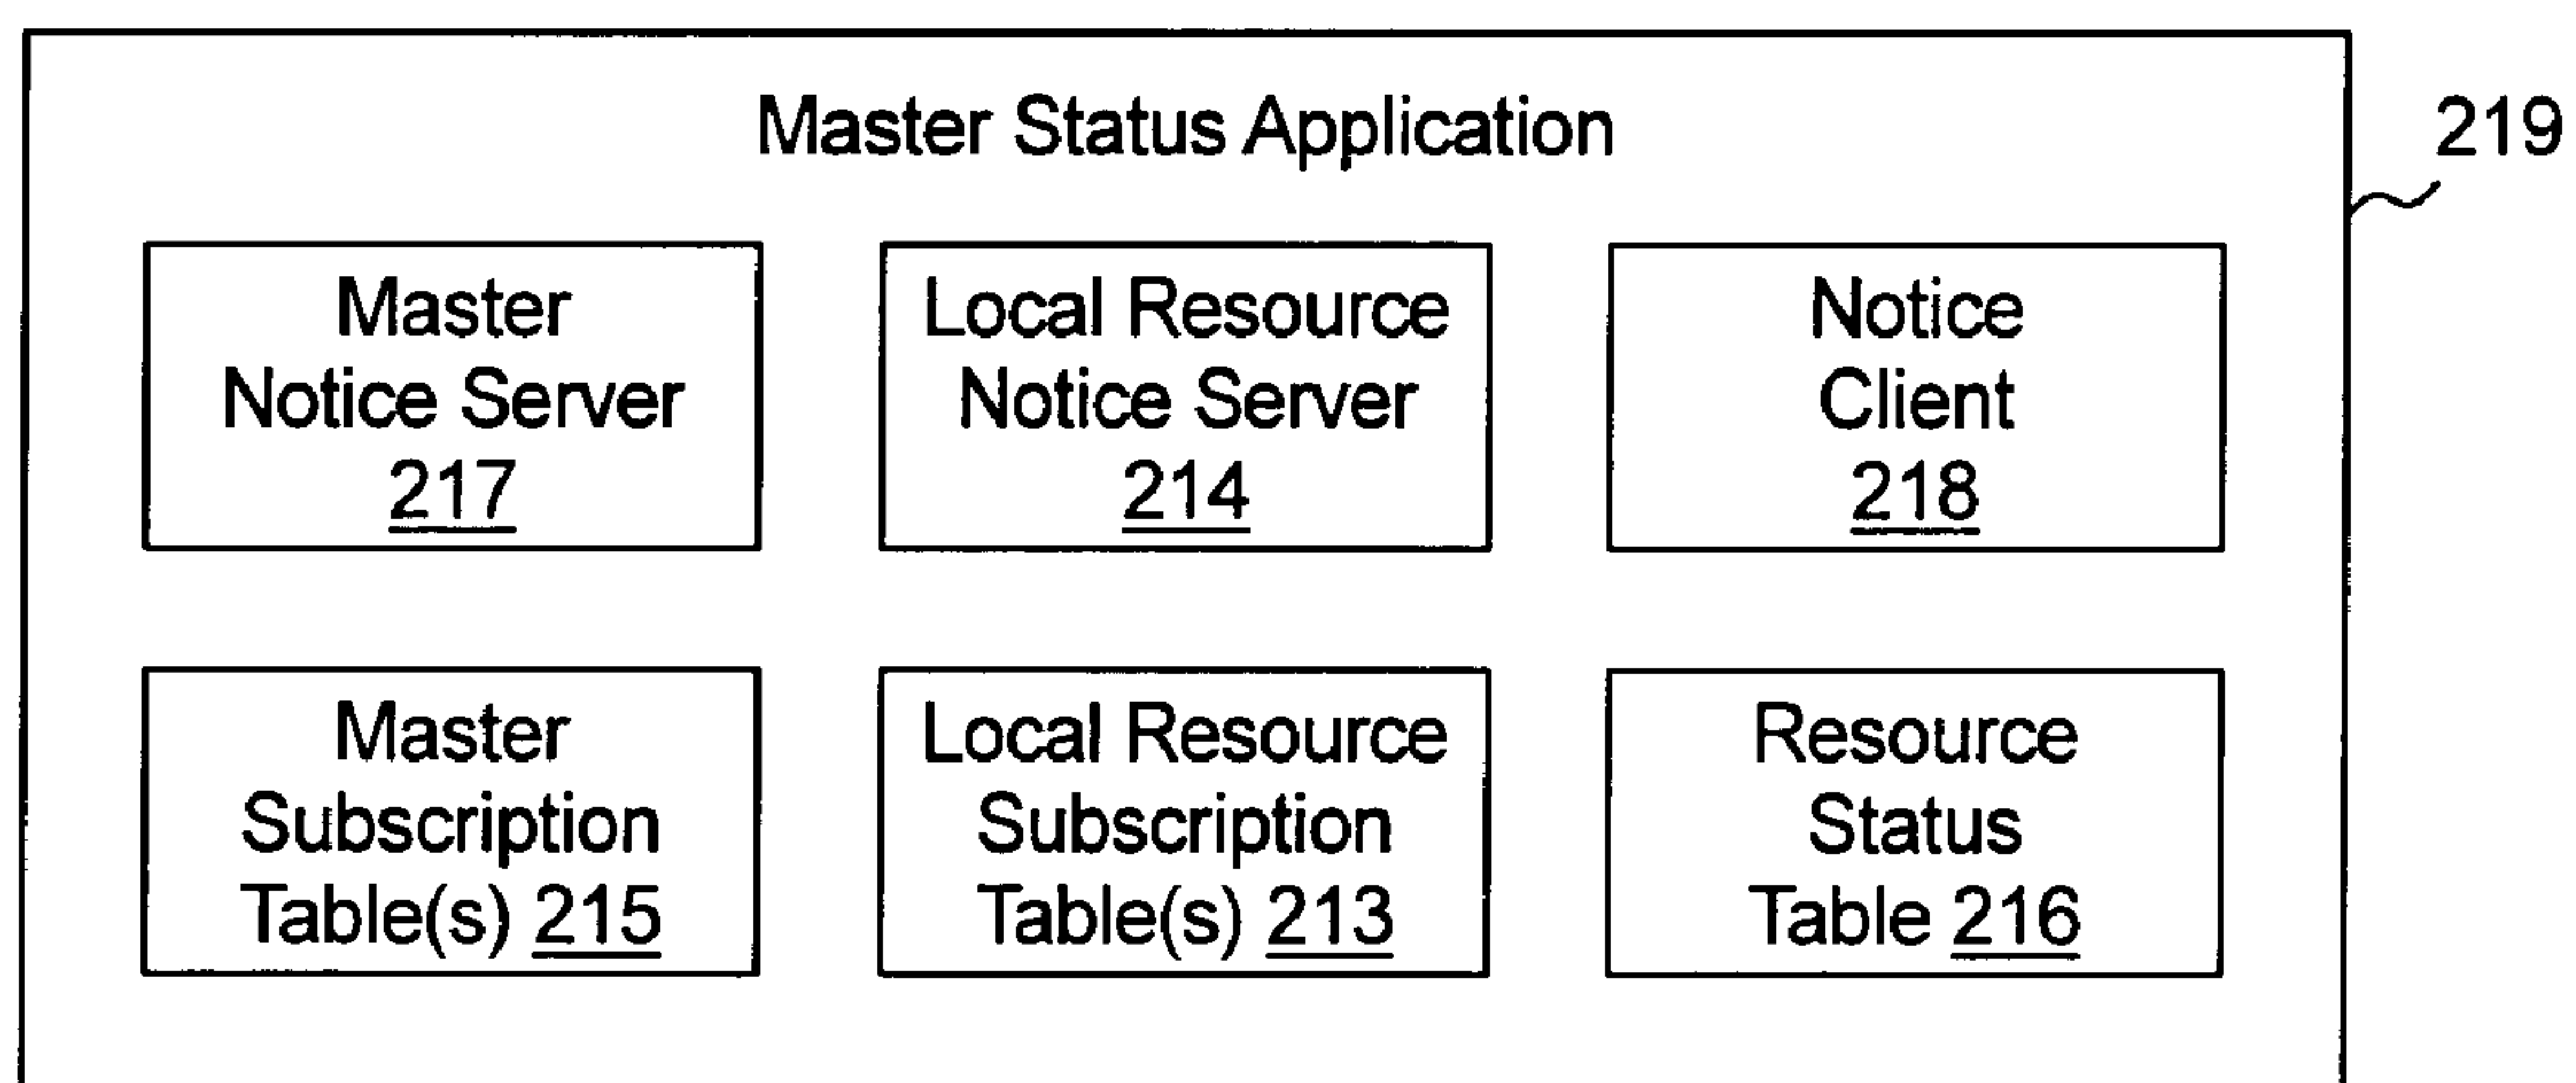 Master Status Application
219
Master
Notice Server
217
Local Resource
Notice Server
214
Notice
Client
218
Master
Subscription
Table(s) 215
Local Resource
Subscription
Table(s) 213
Resource
Status
Table 216